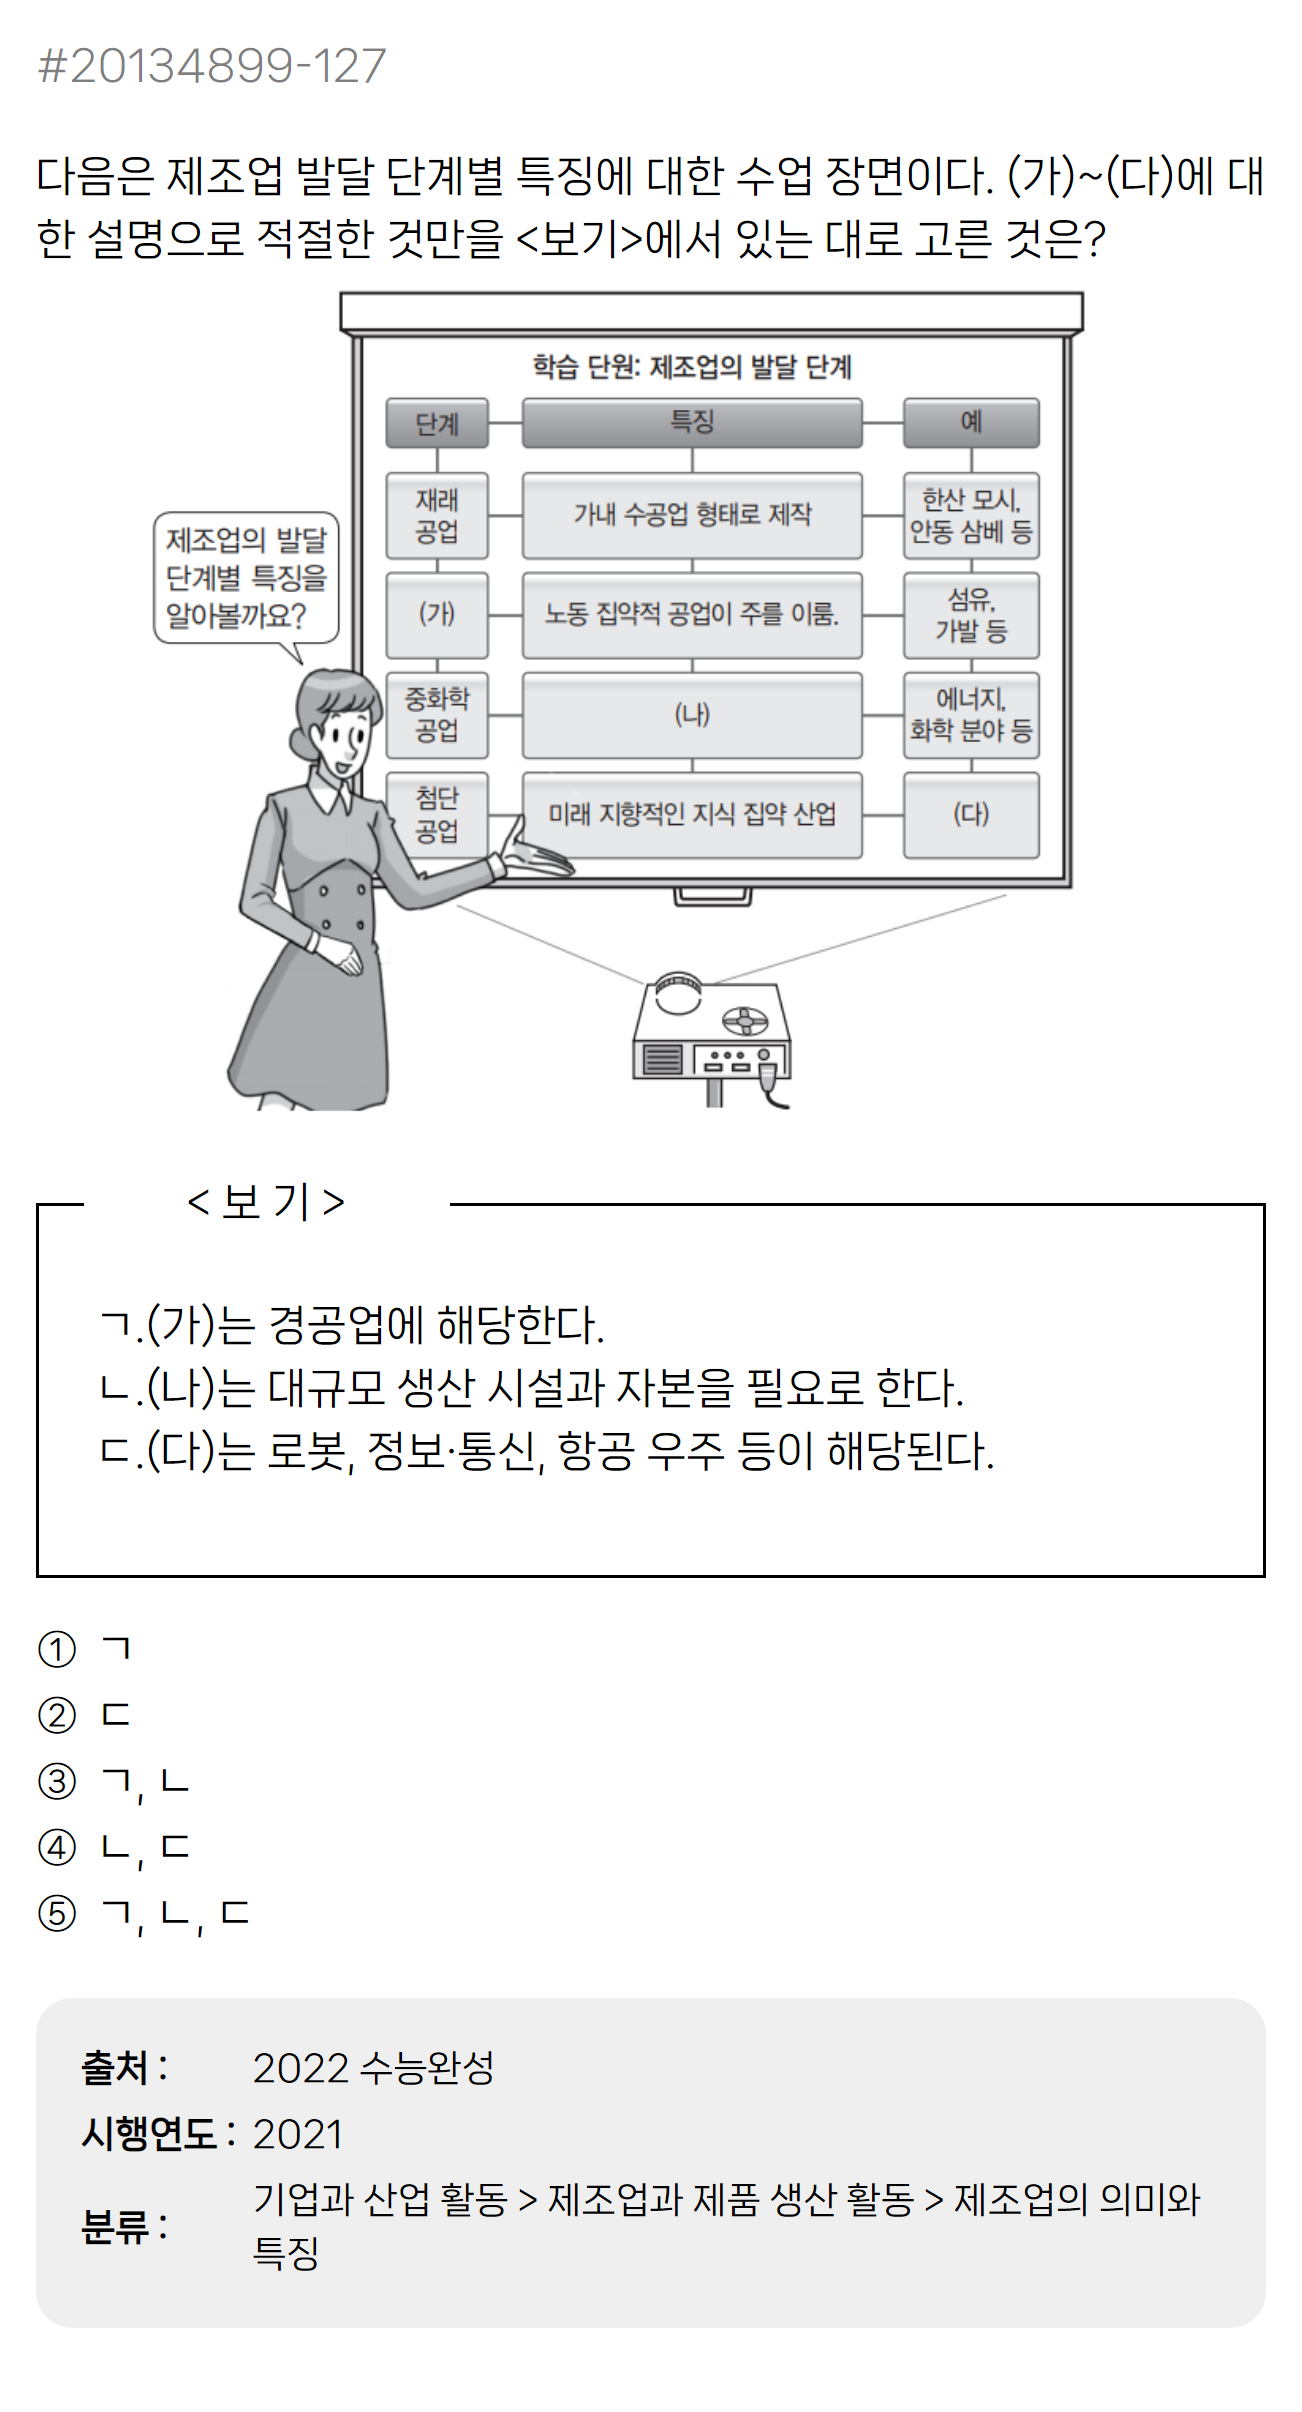 #20134899-127
다음은 제조업 발달 단계별 특징에 대한 수업 장면이다. (가)~(다)에 대
한 설명으로 적절한 것만을 <보기>에서 있는 대로 고른 것은?
학습 단원: 제조업의 발달 단계
단계 특징 예
재래
공업
가내 수공업 형태로 제작
한산 모시,
안동 삼베 등
제조업의 발달
단계별 특징을
알아볼까요?
(가)
노동 집약적 공업이 주를 이룸.
섬유,
가발 등
중화학
공업
(나)
에너지,
화학 분야 등
첨단
공업
미래 지향적인 지식 집약 산업
(다)
< 보 기 >
ㄱ.(가)는 경공업에 해당한다.
ㄴ.(나)는 대규모 생산 시설과 자본을 필요로 한다.
ㄷ.(다)는 로봇, 정보·통신, 항공 우주 등이 해당된다.
① ㄱ
② ㄷ
③ ㄱ, ㄴ
④ ㄴ, ㄷ
⑤ ㄱ, ㄴ, ㄷ
출처 : 2022 수능완성
시행연도 : 2021
분류 : 기업과 산업 활동 > 제조업과 제품 생산 활동 > 제조업의 의미와
특징